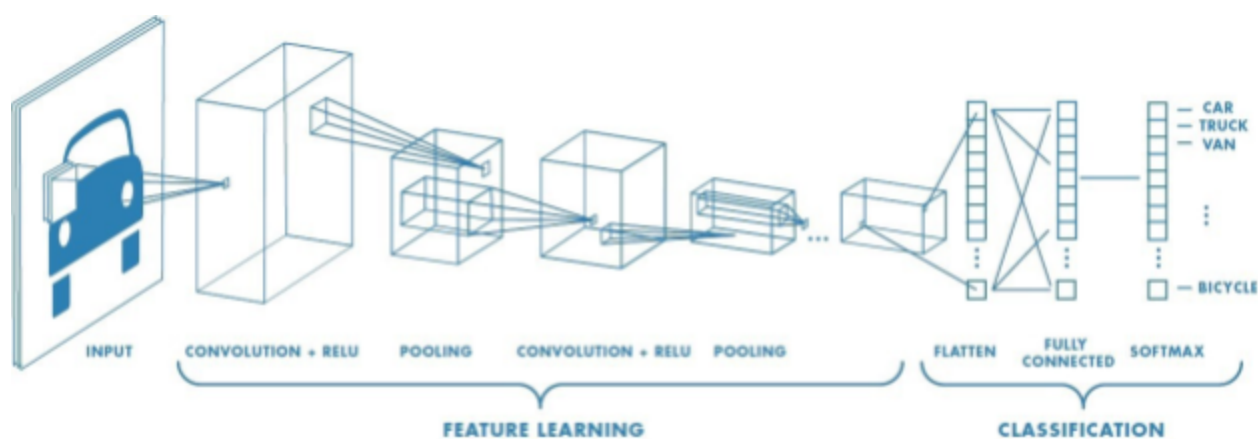 CAR
TRUCK
VAN
BICYCLE
INPUT
CONVOLUTION + RELU
POOLING
CONVOLUTION + RELU
POOLING
FLATTEN
FULLY
CONNECTED
SOFTMAX
FEATURE LEARNING
CLASSIFICATION